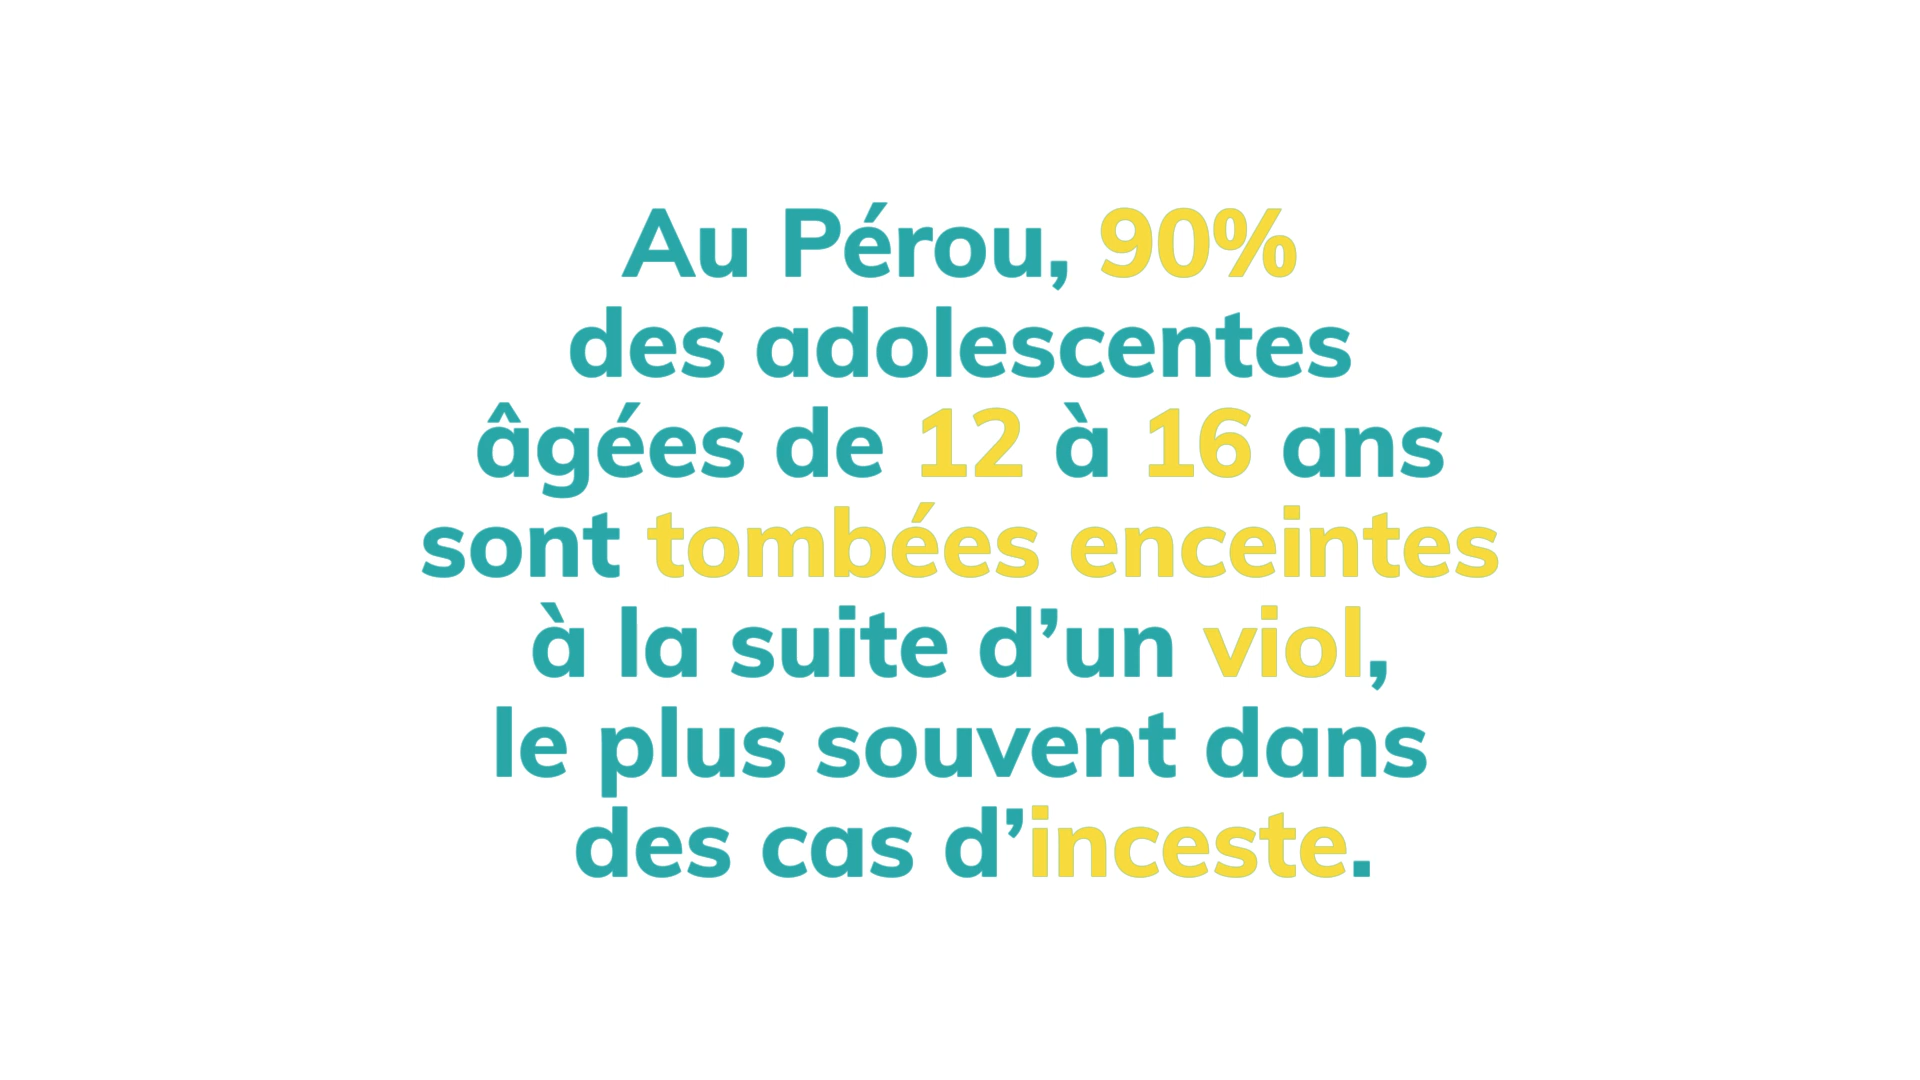 Au Pérou, 90%
des adolescentes
âgées de 12 à 16 ans
sont tombées enceintes
à la suite d’un viol,
le plus souvent dans
des cas d’inceste.